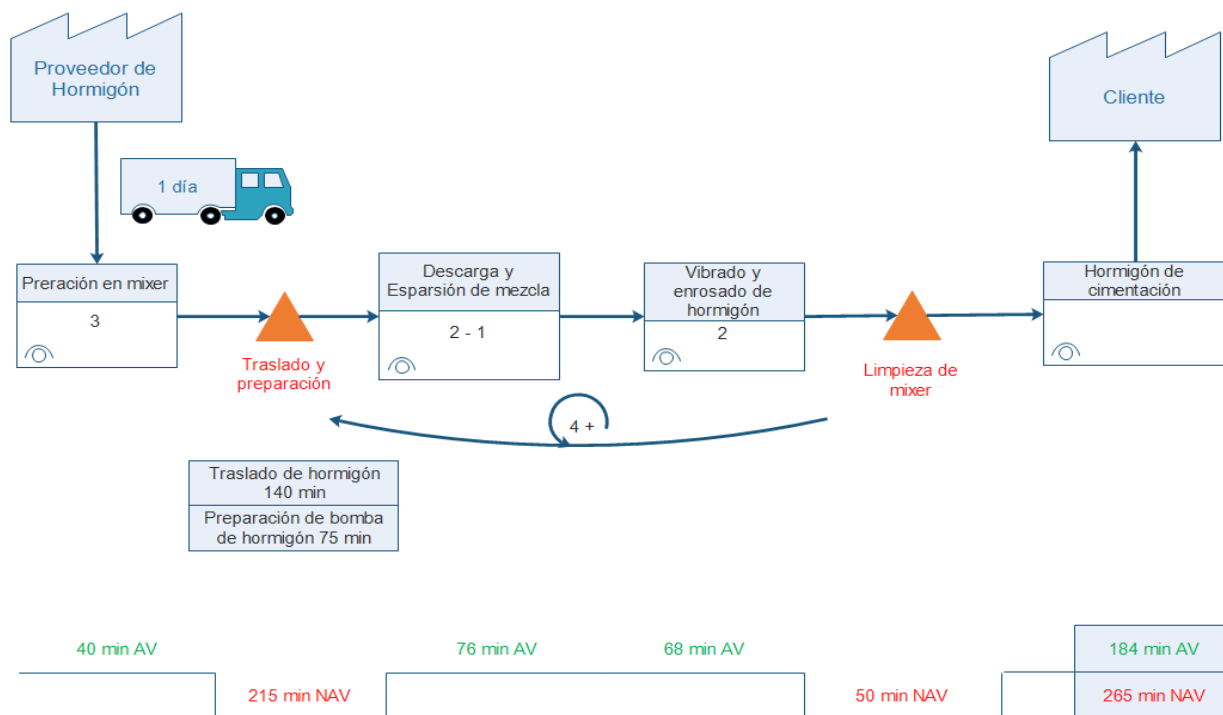 Proveedor de
Hormigón
Cliente
1 día
Preración en mixer
3
Traslado y
preparación
Descarga y
Esparsión de mezcla
2 - 1
Vibrado y
enrosado de
hormigón
2
Limpieza de
mixer
Hormigón de
cimentación
4 +
Traslado de hormigón
140 min
Preparación de bomba
de hormigón 75 min
40 min AV
76 min AV
68 min AV
184 min AV
215 min NAV
50 min NAV
265 min NAV